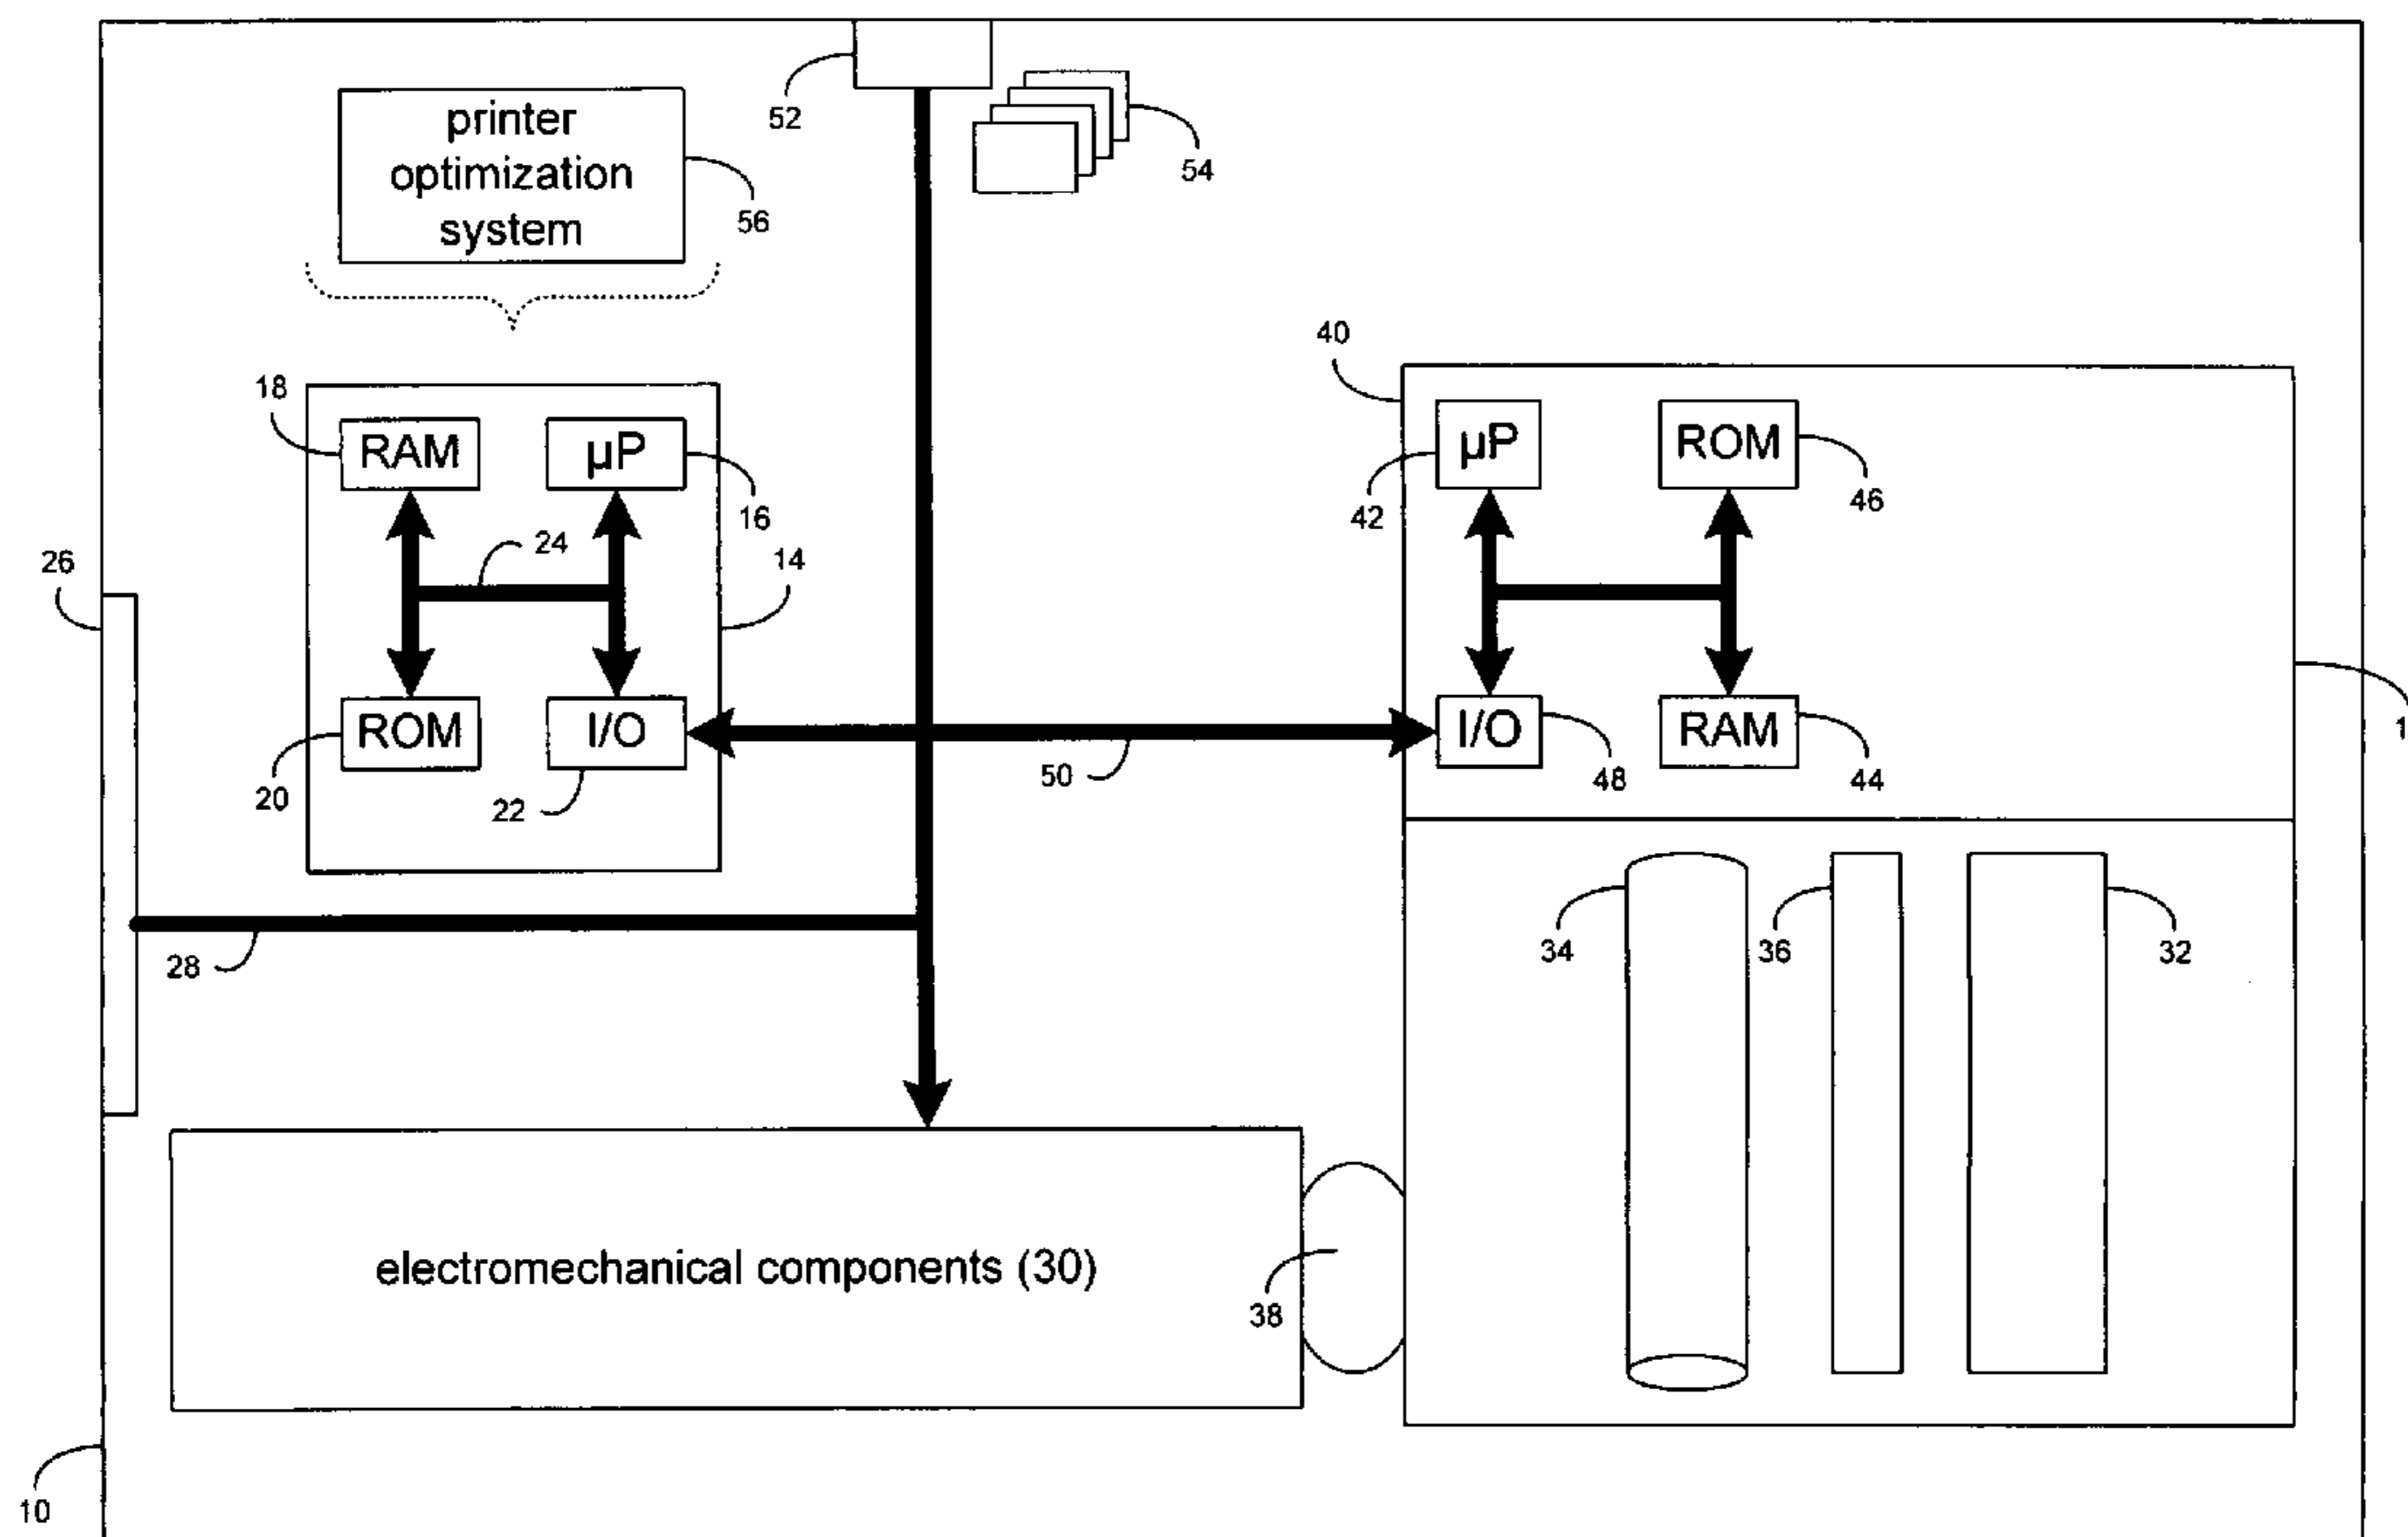 52
54
printer
optimization
system
56
40
18
RAM
µP
16
24
14
26
ROM
I/O
20
22
50
µP
ROM
42
46
I/O
RAM
48
44
28
34
36
32
electromechanical components (30)
38
10